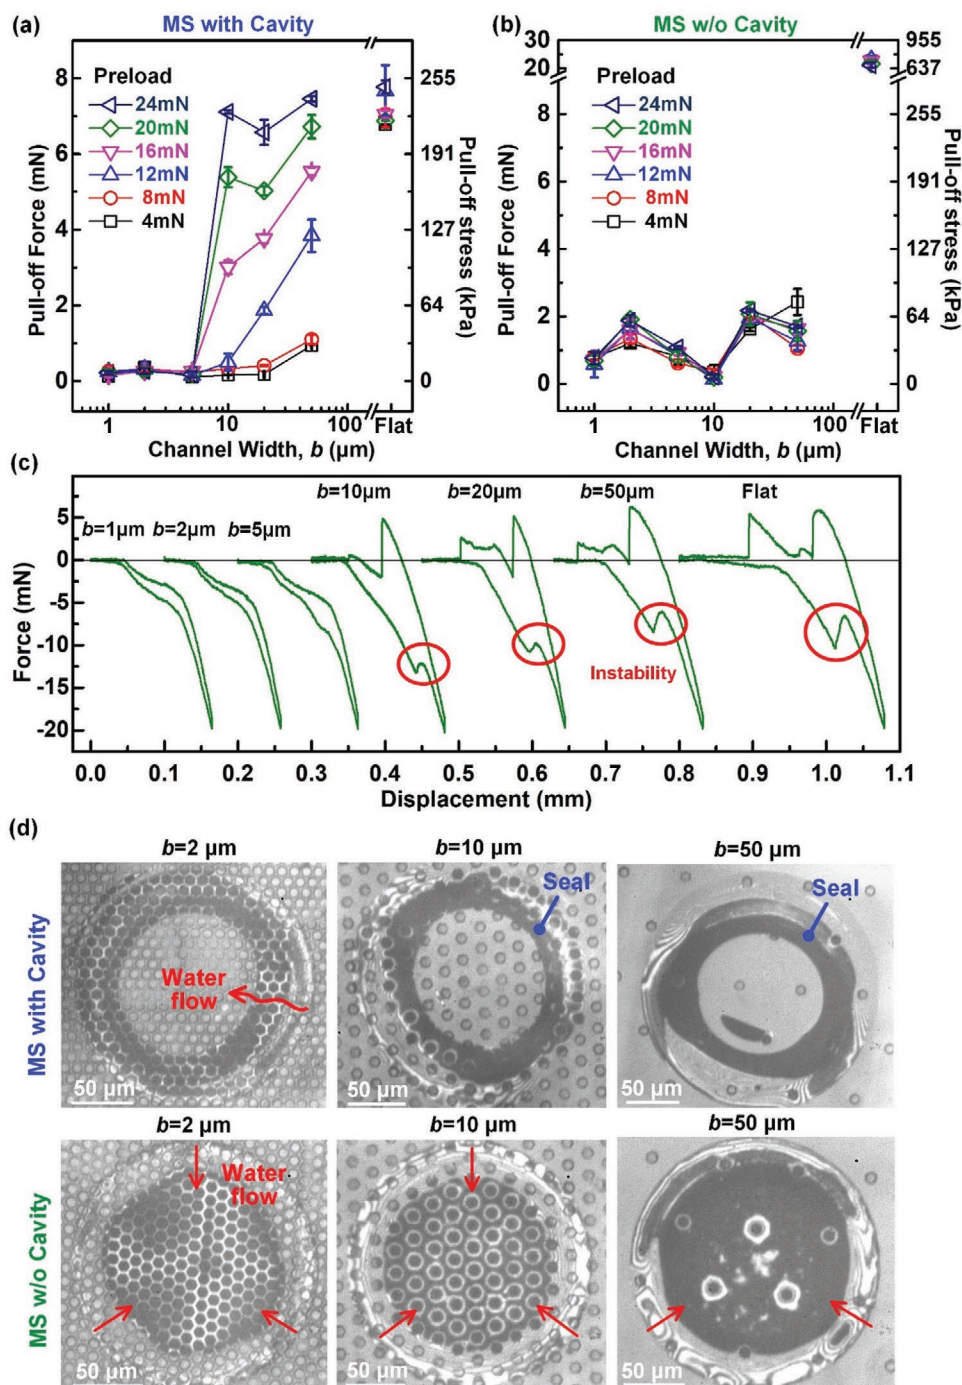 (a)
MS with Cavity
Pull-off Force (mN)
8
6
4
2
0
Preload
24mN
20mN
16mN
12mN
8mN
4mN
255
191
127
64
0
Pull-off stress (kPa)
1
10
100
Flat
Channel Width, b (µm)
(b)
MS w/o Cavity
Pull-off Force (mN)
30
20
8
6
4
2
0
Preload
24mN
20mN
16mN
12mN
8mN
4mN
955
637
255
191
127
64
0
Pull-off stress (kPa)
1
10
100
Flat
Channel Width, b (µm)
(c)
Force (mN)
5
0
-5
-10
-15
-20
b=1µm
b=2µm
b=5µm
b=10µm
b=20µm
b=50µm
Flat
Instability
0.0 0.1 0.2 0.3 0.4 0.5 0.6 0.7 0.8 0.9 1.0 1.1
Displacement (mm)
(d)
MS with Cavity
b=2 µm
Water
flow
50 µm
b=10 µm
Seal
50 µm
b=50 µm
Seal
50 µm
MS w/o Cavity
b=2 µm
Water
flow
50 µm
b=10 µm
50 µm
b=50 µm
50 µm